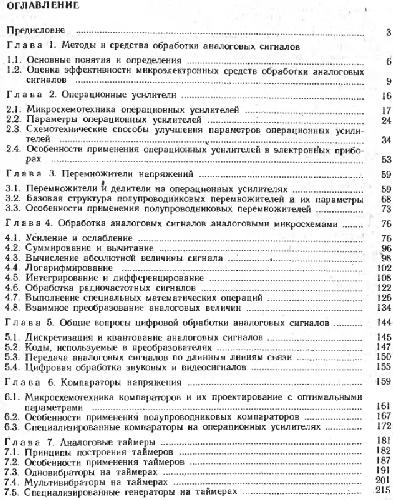 ОГЛАВЛЕНИЕ
Предисловие 3
Глава 1. Методы и средства обработки аналоговых сигналов
1.1. Основные понятия и определения 6
1.2. Оценка эффективности микроэлектронных средств обработки аналоговых
сигналов 9
Глава 2. Операционные усилители 16
2.1. Микросхемотехника операционных усилителей 17
2.2. Параметры операционных усилителей 24
2.3. Схемотехнические способы улучшения параметров операционных усили-
телей 34
2.4. Особенности применения операционных усилителей в электронных прибо-
рах 53
Глава 3. Перемножители напряжений 59
3.1. Перемножители и делители на операционных усилителях 59
3.2. Базовая структура полупроводниковых перемножителей и их параметры 68
3.3. Особенности применения полупроводниковых перемножителей 73
Глава 4. Обработка аналоговых сигналов аналоговыми микросхемами 76
4.1. Усиление и ослабление 76
4.2. Суммирование и вычитание 96
4.3. Вычисление абсолютной величины сигнала 98
4.4. Логарифмирование 102
4.5. Интегрирование и дифференцирование 108
4.6. Обработка радиочастотных сигналов 122
4.7. Выполнение специальных математических операций 126
4.8. Взаимное преобразование аналоговых величин 134
Глава 5. Общие вопросы цифровой обработки аналоговых сигналов 144
5.1. Дискретизация и квантование аналоговых сигналов 145
5.2. Коды, используемые в преобразователях 147
5.3. Передача аналоговых сигналов по длинным линиям связи 150
5.4. Цифровая обработка звуковых и видеосигналов 155
Глава 6. Компараторы напряжения 159
6.1. Микросхемотехника компараторов и их проектирование с оптимальными
параметрами 161
6.2. Особенности применения полупроводниковых компараторов 167
6.3. Специализированные компараторы на операционных усилителях 172
Глава 7. Аналоговые таймеры 181
7.1. Принципы построения таймеров 182
7.2. Особенности применения таймеров 187
7.3. Одновибраторы на таймерах 191
7.4. Мультивибраторы на таймерах 201
7.5. Специализированные генераторы на таймерах 215